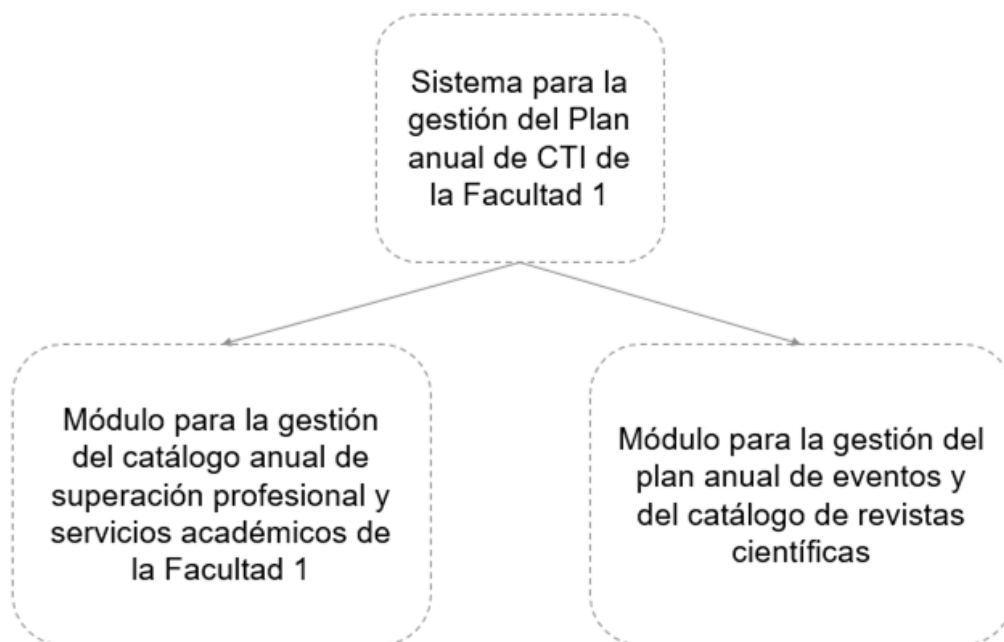 Sistema para la
gestión del Plan
anual de CTI de
la Facultad 1
Módulo para la gestión
del catálogo anual de
superación profesional y
servicios académicos de
la Facultad 1
Módulo para la gestión del
plan anual de eventos y
del catálogo de revistas
científicas